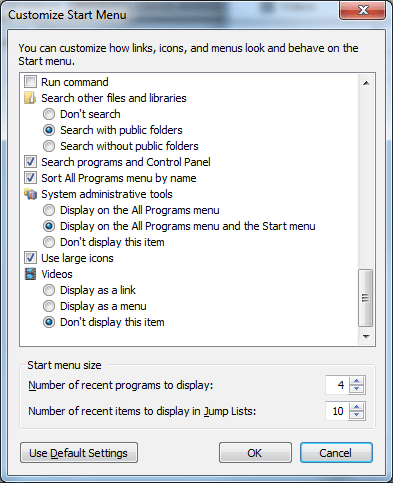 Customize Start Menu
You can customize how links, icons, and menus look and behave on the
Start menu.
Run command
Search other files and libraries
Don't search
Search with public folders
Search without public folders
Search programs and Control Panel
Sort All Programs menu by name
System administrative tools
Display on the All Programs menu
Display on the All Programs menu and the Start menu
Don't display this item
Use large icons
Videos
Display as a link
Display as a menu
Don't display this item
Start menu size
Number of recent programs to display: 4
Number of recent items to display in Jump Lists: 10
Use Default Settings OK Cancel